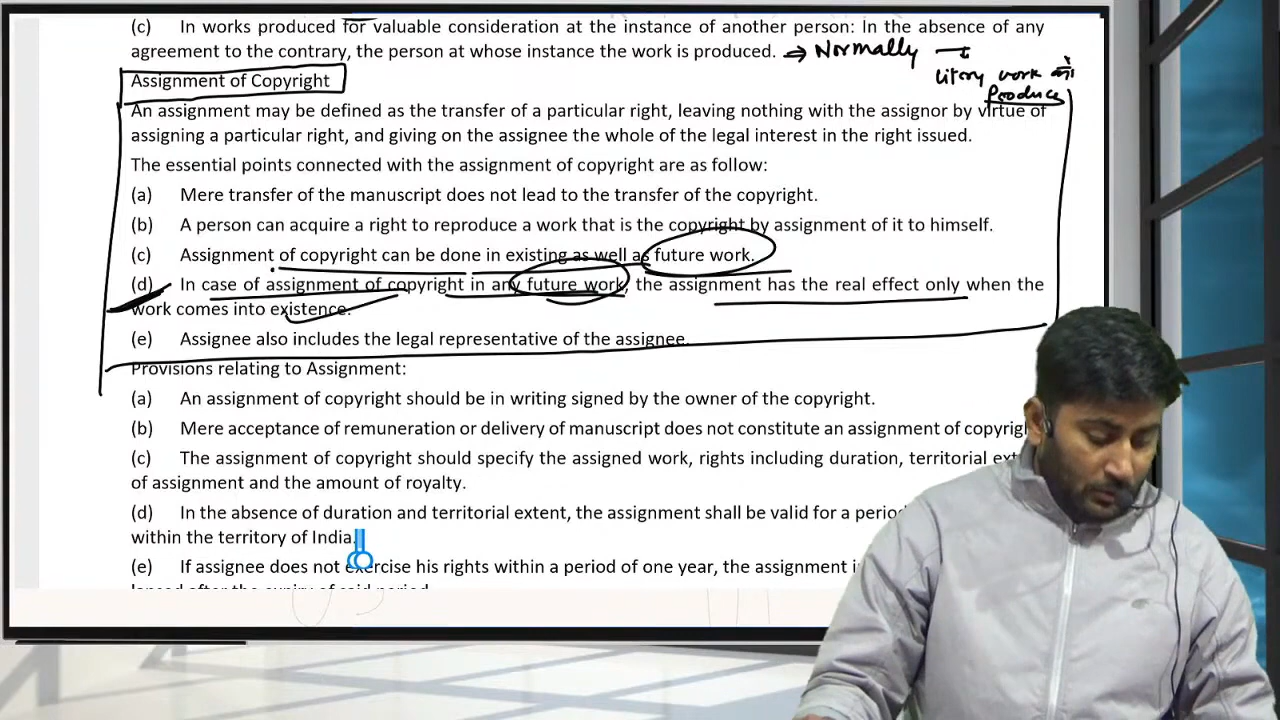 (c) In works produced for valuable consideration at the instance of another person: In the absence of any
agreement to the contrary, the person at whose instance the work is produced. → Normally →
work
Produce
Assignment of Copyright
An assignment may be defined as the transfer of a particular right, leaving nothing with the assignor by virtue of
assigning a particular right, and giving on the assignee the whole of the legal interest in the right issued.
The essential points connected with the assignment of copyright are as follow:
(a) Mere transfer of the manuscript does not lead to the transfer of the copyright.
(b) A person can acquire a right to reproduce a work that is the copyright by assignment of it to himself.
(c) Assignment of copyright can be done in existing as well as future work.
(d) In case of assignment of copyright in any future work, the assignment has the real effect only when the
work comes into existence.
(e) Assignee also includes the legal representative of the assignee.
Provisions relating to Assignment:
(a) An assignment of copyright should be in writing signed by the owner of the copyright.
(b) Mere acceptance of remuneration or delivery of manuscript does not constitute an assignment of copyrig
(c) The assignment of copyright should specify the assigned work, rights including duration, territorial ext
of assignment and the amount of royalty.
(d) In the absence of duration and territorial extent, the assignment shall be valid for a perio
within the territory of India.
(e) If assignee does not exercise his rights within a period of one year, the assignment i
lapsed after the expiry of said period.